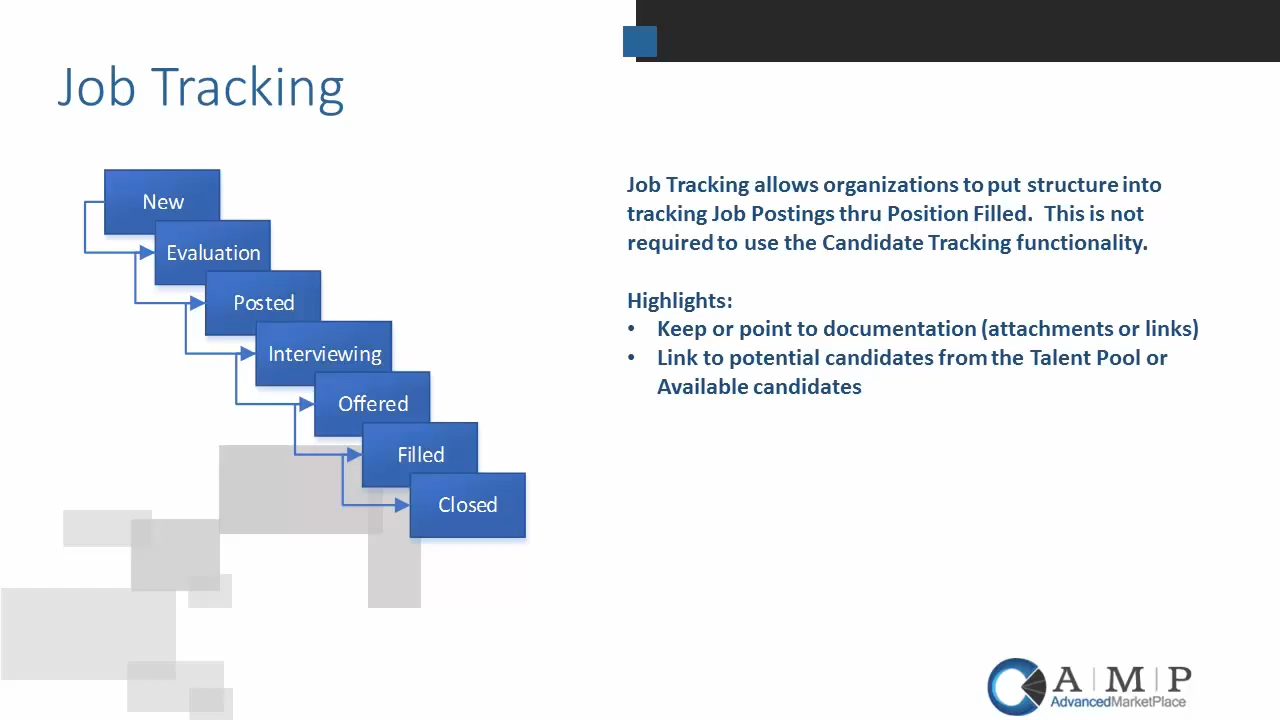 Job Tracking
New
Evaluation
Posted
Interviewing
Offered
Filled
Closed
Job Tracking allows organizations to put structure into
tracking Job Postings thru Position Filled.  This is not
required to use the Candidate Tracking functionality.
Highlights:
• Keep or point to documentation (attachments or links)
• Link to potential candidates from the Talent Pool or
Available candidates
A | M | P
AdvancedMarketPlace